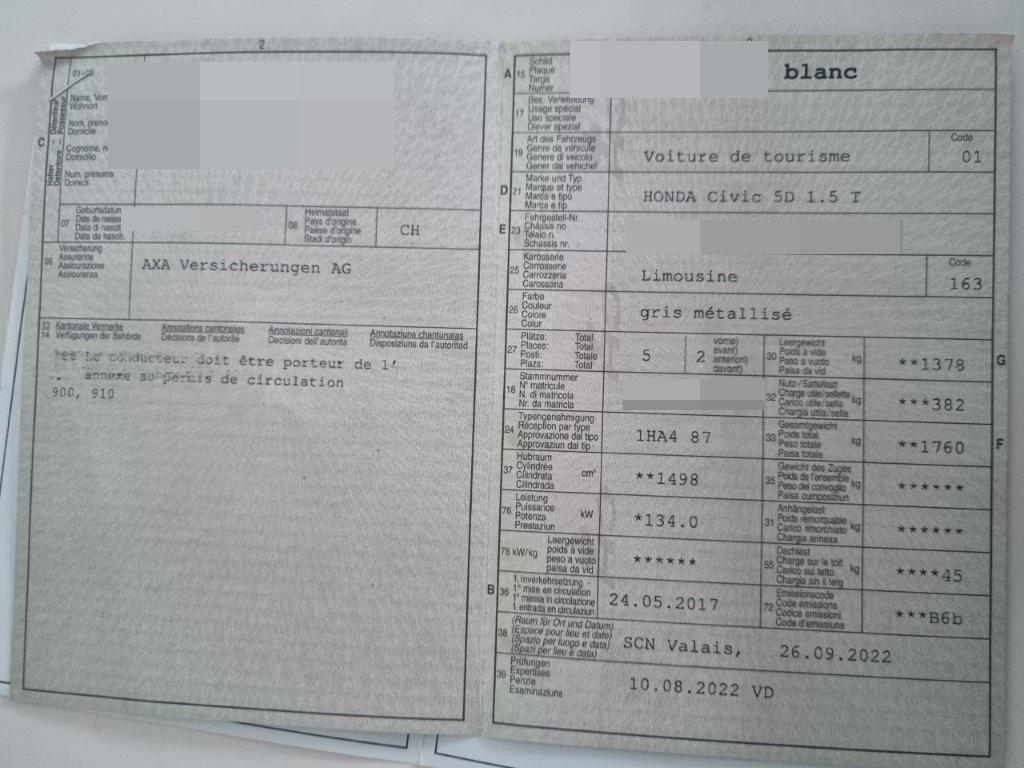 2
01-
Name, Vorn
Wohnort
Nom, préno
Domicile
Cognome, n
Domicilio
Num, prenums
Domicil
C
Halter
Détenteur
Detentore
Possessur
07
Geburtsdatum
Date de naiss
Data di nascit
Data da nasch.
08
Heimatstaat
Pays d'origine
Paese d'origine
Stadi d'origin
CH
09
Versicherung
Assurance
Assicurazione
Assicuranza
AXA Versicherungen AG
13 Kantonale Vermerke Annotations cantonales Annotazioni cantonali Annotaziuns chantunalas
14 Verfügungen der Behörde Décisions de l'autorité Decisioni dell'autorità Disposiziuns da l'autoritad
Le conducteur doit être porteur de l'
annexe au permis de circulation
900, 910
A 15
Schild
Plaque
Targa
Numer
blanc
17
Bes. Verwendung
Usage spécial
Uso speciale
Diever spezial
19
Art des Fahrzeugs
Genre de véhicule
Genere di veicolo
Gener dal vehichel
Voiture de tourisme
Code
01
D 21
Marke und Typ
Marque et type
Marca e tipo
Marca e tip
HONDA Civic 5D 1.5 T
E 23
Fahrgestell-Nr.
Châssis no
Telaio n.
Schassis nr.
25
Karosserie
Carrosserie
Carrozzeria
Carossaria
Limousine
Code
163
26
Farbe
Couleur
Colore
Colur
gris métallisé
27
Plätze: Total
Places: Total
Posti: Totale
Plazs: Total
5
2
vorne)
avant)
anteriori)
davant)
30
Leergewicht
Poids à vide
Peso a vuoto
Paisa da vid
kg
**1378
G
18
Stammnummer
N° matricule
N. di matricola
Nr. da matricla
32
Nutz-/Sattellast
Charge utile/sellette
Carico utile/sella
Chargia utila/sella
kg
***382
24
Typengenehmigung
Réception par type
Approvazione del tipo
Approvaziun dal tip
1HA4 87
33
Gesamtgewicht
Poids total
Peso totale
Paisa totala
kg
**1760
F
37
Hubraum
Cylindrée
Cilindrata
Cilindrada
cm³
**1498
35
Gewicht des Zuges
Poids de l'ensemble
Peso del convoglio
Paisa cumposiziun
kg
******
76
Leistung
Puissance
Potenza
Prestaziun
kW
*134.0
31
Anhängelast
Poids remorquable
Carico rimorchiato
Chargia annexa
kg
******
78 kW/kg
Leergewicht
poids à vide
peso a vuoto
paisa da vid
******
55
Dachlast
Charge sur le toit
Carico sul tetto
Chargia sin il tetg
kg
****45
B 36
1. Inverkehrsetzung
1re mise en circulation
1a messa in circolazione
1. entrada en circulaziun
24.05.2017
72
Emissionscode
Code émissions
Codice emissioni
Code d'emissiuns
***B6b
38
(Raum für Ort und Datum)
(Espace pour lieu et date)
(Spazio per luogo e data)
(Spazi per lieu e data)
SCN Valais, 26.09.2022
39
Prüfungen
Expertises
Perizie
Examinaziuns
10.08.2022 VD